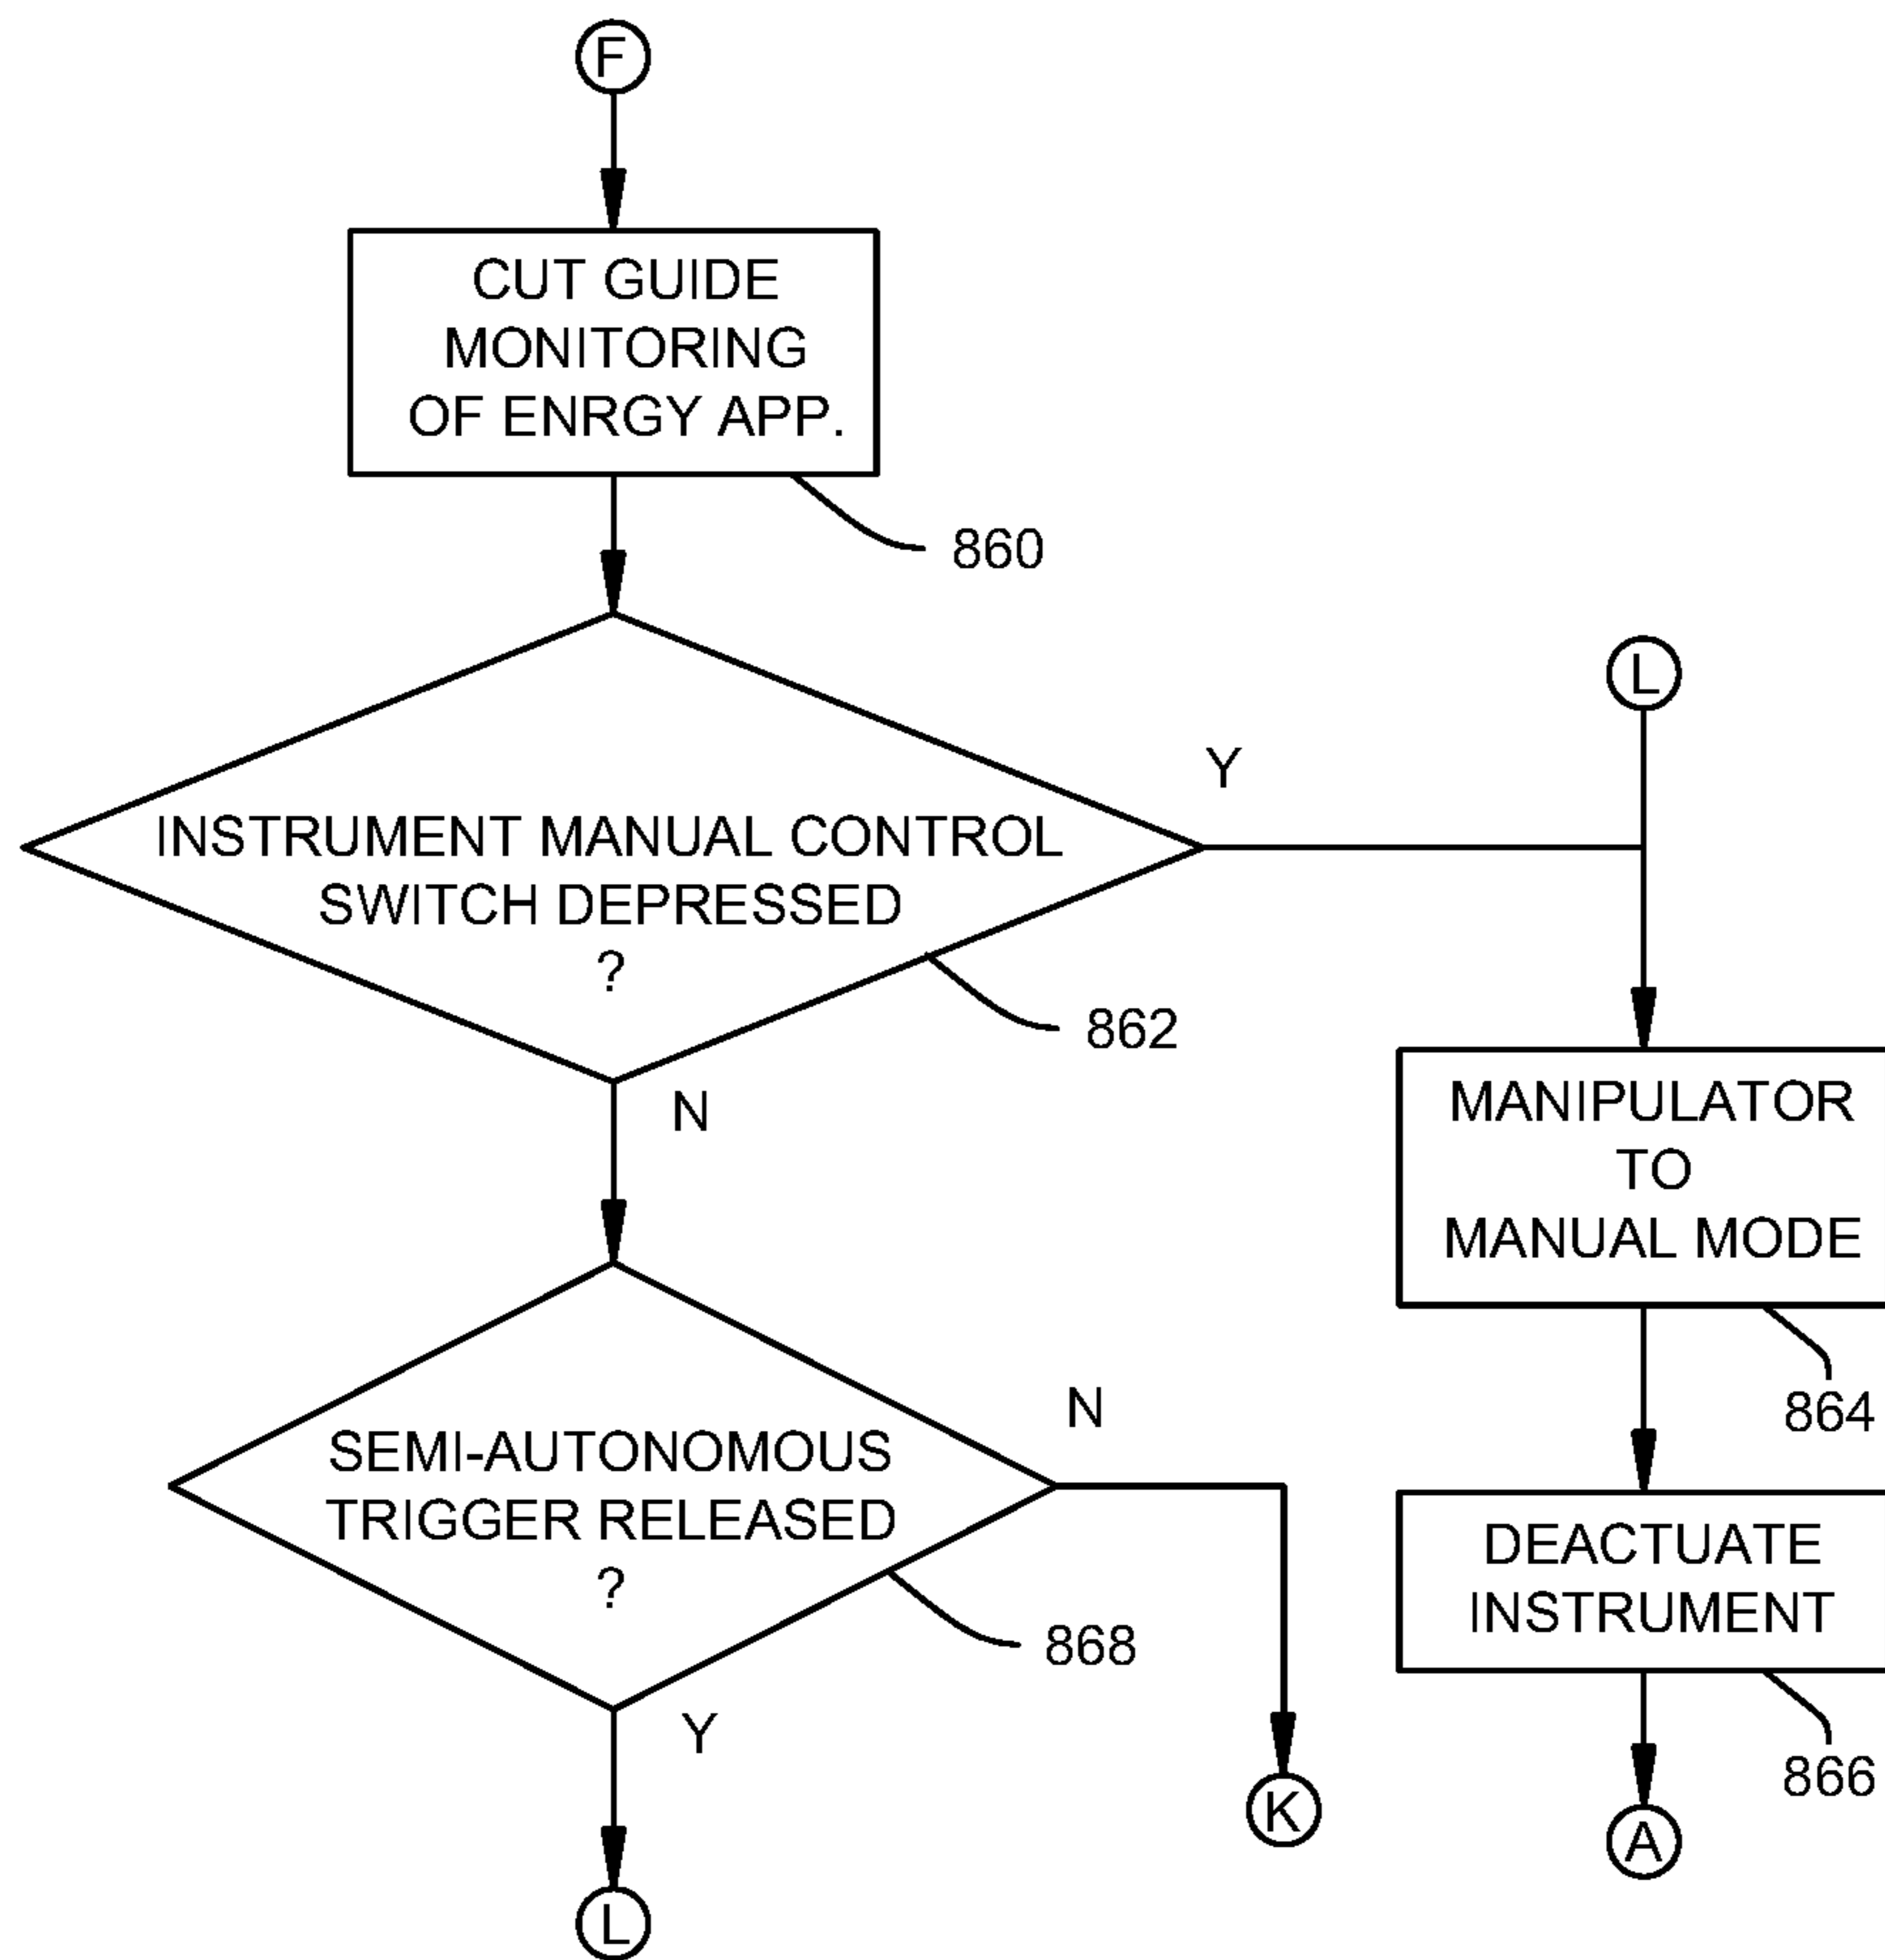 F
CUT GUIDE
MONITORING
OF ENRGY APP.
860
INSTRUMENT MANUAL CONTROL
SWITCH DEPRESSED
?
862
Y
N
L
MANIPULATOR
TO
MANUAL MODE
864
DEACTUATE
INSTRUMENT
866
A
SEMI-AUTONOMOUS
TRIGGER RELEASED
?
868
N
K
Y
L